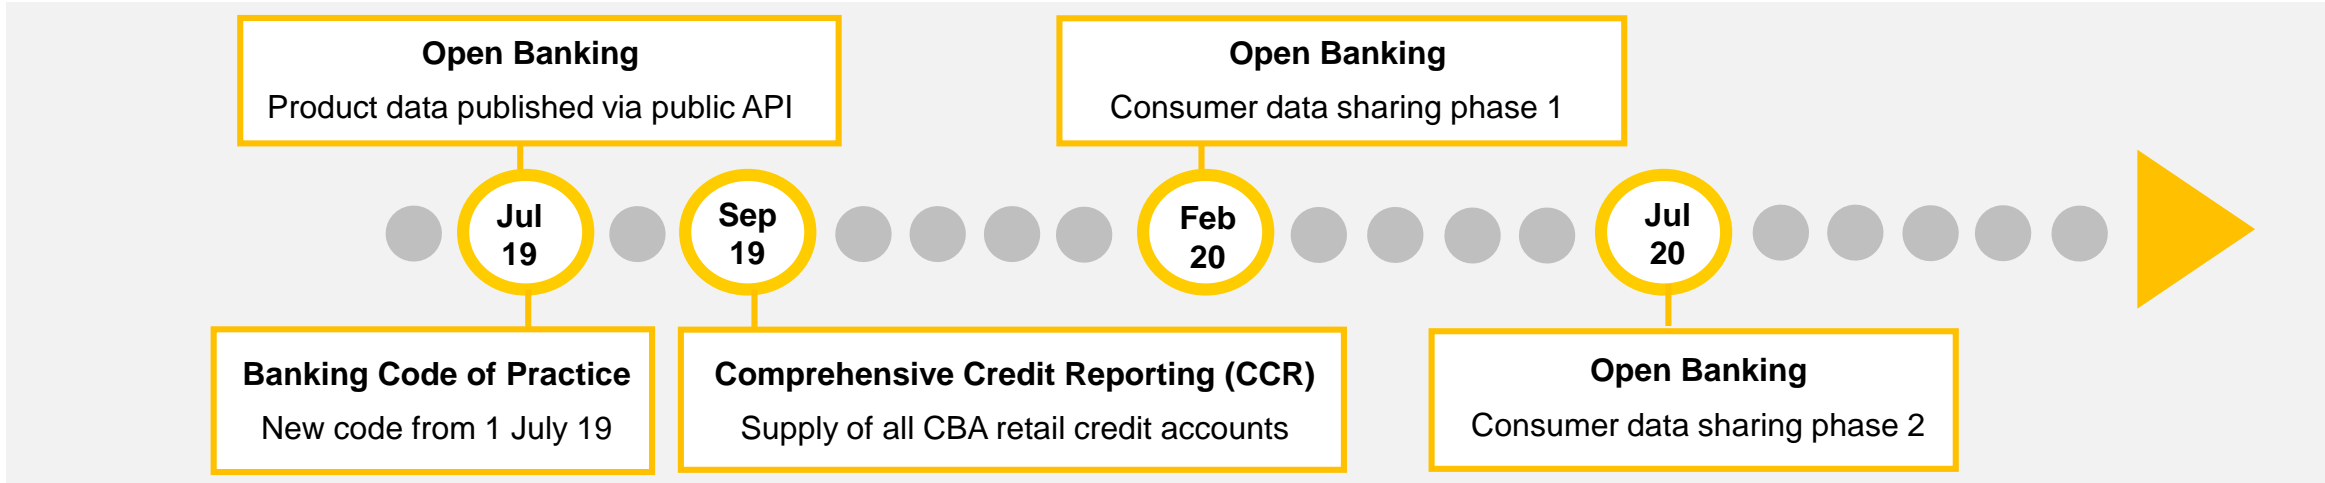 Open Banking
Product data published via public API
Open Banking
Consumer data sharing phase 1
Jul
19
Sep
19
Feb
20
Jul
20
Banking Code of Practice
New code from 1 July 19
Comprehensive Credit Reporting (CCR)
Supply of all CBA retail credit accounts
Open Banking
Consumer data sharing phase 2